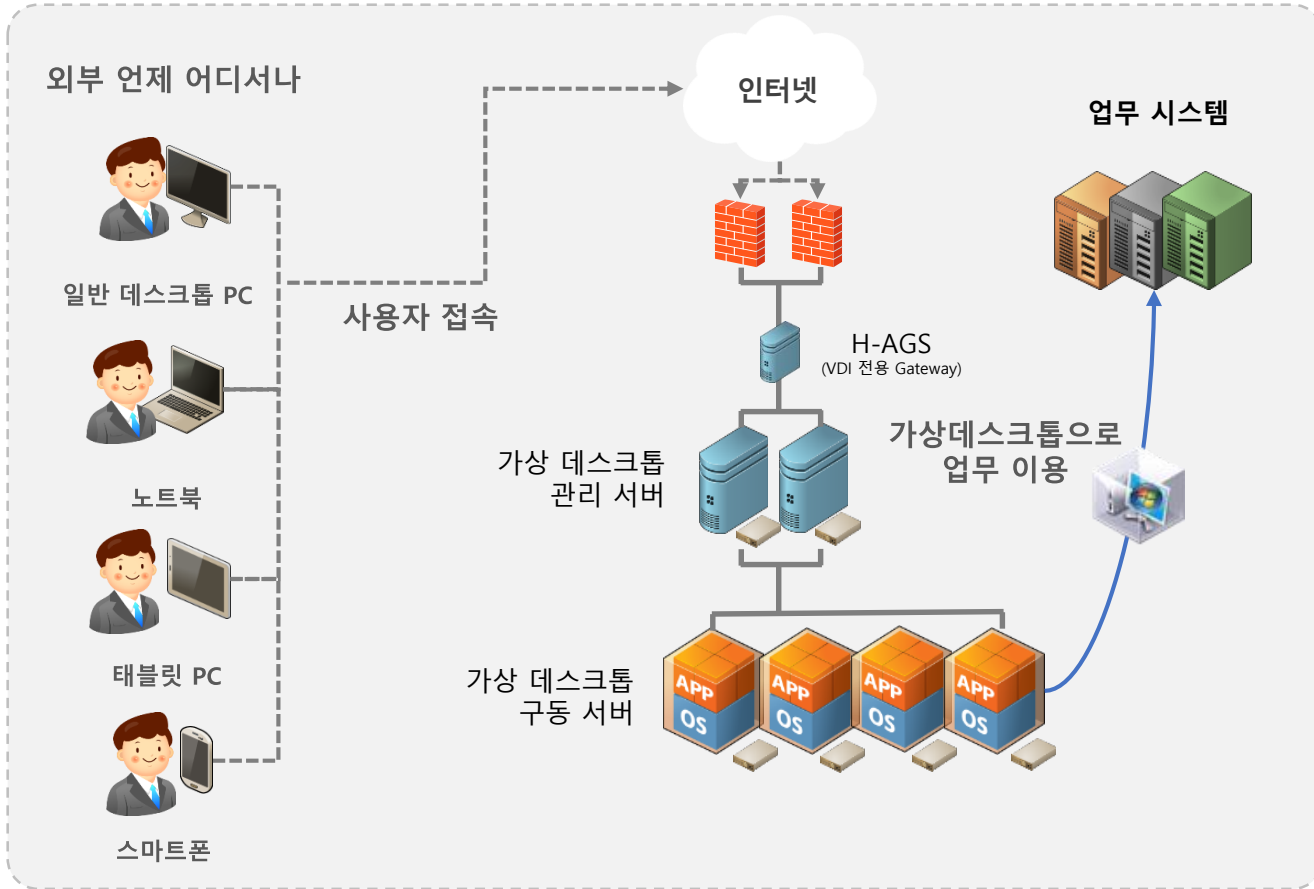 외부 언제 어디서나
인터넷
업무 시스템
일반 데스크톱 PC
사용자 접속
H-AGS
(VDI 전용 Gateway)
가상데스크톱으로
업무 이용
가상 데스크톱
관리 서버
노트북
태블릿 PC
가상 데스크톱
구동 서버
APP
OS
APP
OS
APP
OS
APP
OS
스마트폰